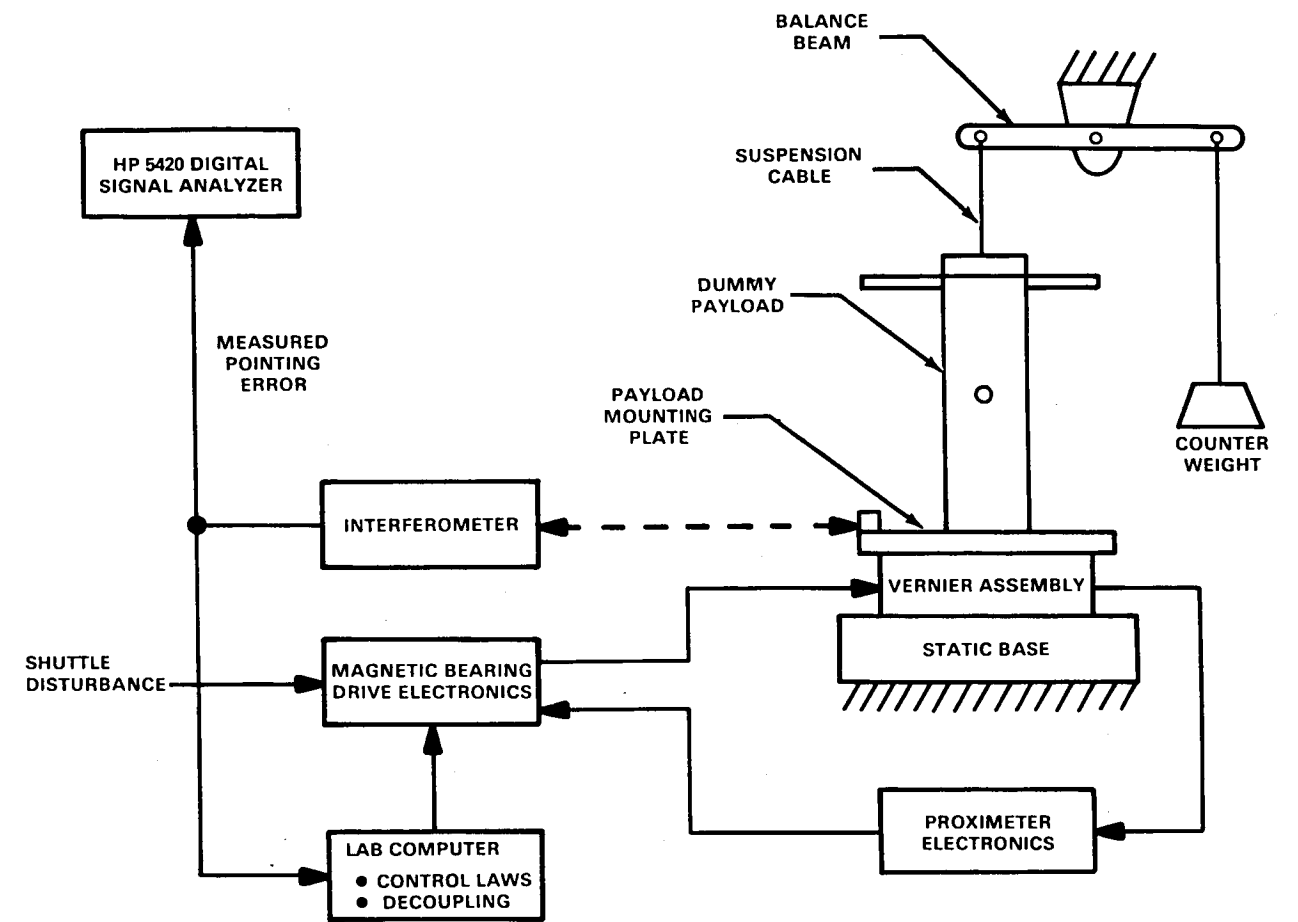 BALANCE
BEAM
HP 5420 DIGITAL
SIGNAL ANALYZER
SUSPENSION
CABLE
DUMMY
PAYLOAD
MEASURED
POINTING
ERROR
PAYLOAD
MOUNTING
PLATE
COUNTER
WEIGHT
INTERFEROMETER
VERNIER ASSEMBLY
STATIC BASE
SHUTTLE
DISTURBANCE
MAGNETIC BEARING
DRIVE ELECTRONICS
PROXIMETER
ELECTRONICS
LAB COMPUTER
● CONTROL LAWS
● DECOUPLING